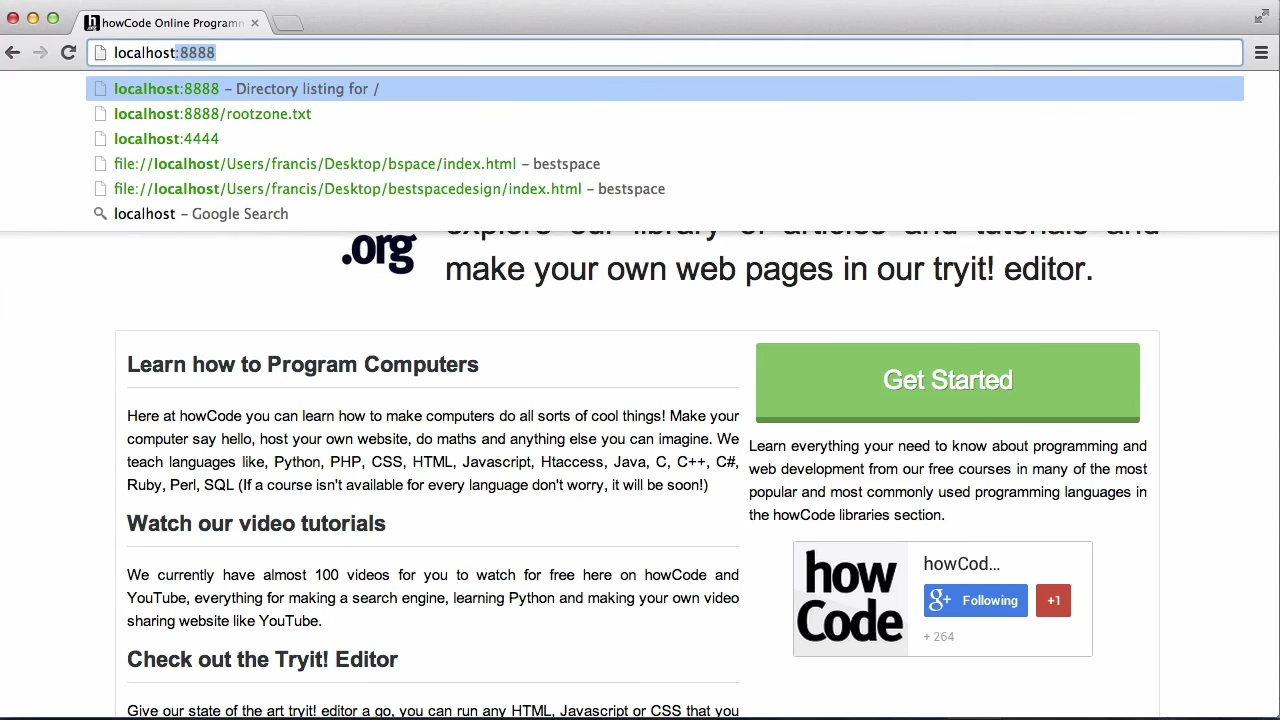 howCode Online Programm
localhost:8888
localhost:8888 – Directory listing for /
localhost:8888/rootzone.txt
localhost:4444
file://localhost/Users/francis/Desktop/bspace/index.html – bestspace
file://localhost/Users/francis/Desktop/bestspacedesign/index.html – bestspace
localhost – Google Search
explore our library of articles and tutorials and
.org
make your own web pages in our tryit! editor.
Learn how to Program Computers
Here at howCode you can learn how to make computers do all sorts of cool things! Make your
computer say hello, host your own website, do maths and anything else you can imagine. We
teach languages like, Python, PHP, CSS, HTML, Javascript, Htaccess, Java, C, C++, C#,
Ruby, Perl, SQL (If a course isn't available for every language don't worry, it will be soon!)
Watch our video tutorials
We currently have almost 100 videos for you to watch for free here on howCode and
YouTube, everything for making a search engine, learning Python and making your own video
sharing website like YouTube.
Check out the Tryit! Editor
Give our state of the art tryit! editor a go, you can run any HTML, Javascript or CSS that you
Get Started
Learn everything your need to know about programming and
web development from our free courses in many of the most
popular and most commonly used programming languages in
the howCode libraries section.
how
Code
howCod...
g+ Following
+1
+ 264